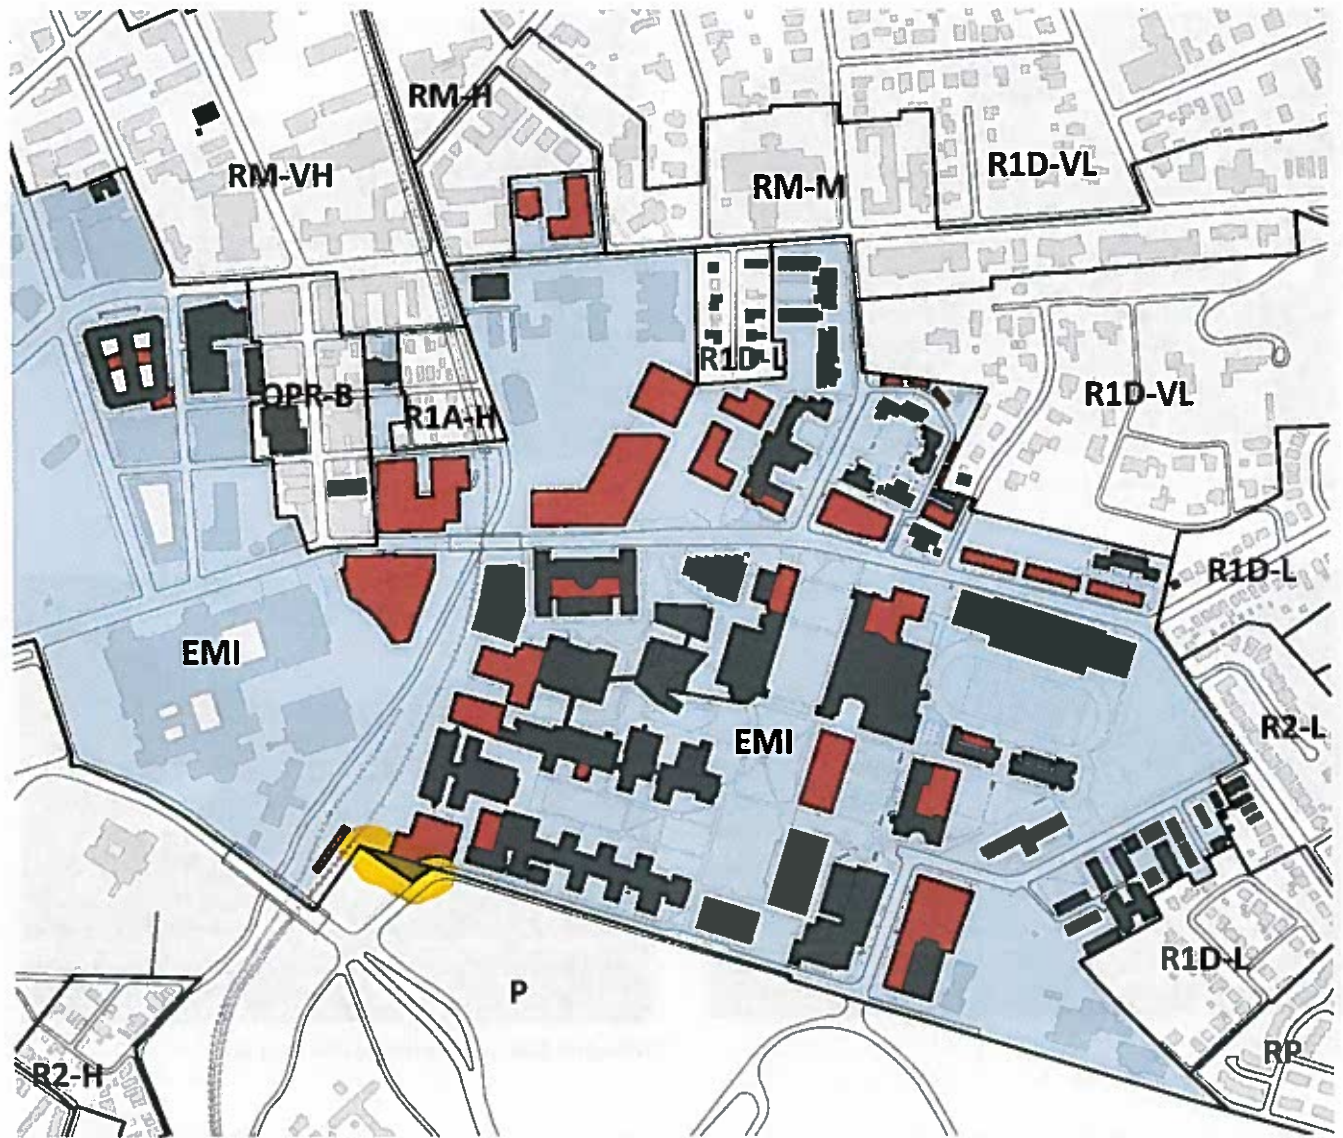 RM-H
R1D-VL
RM-VH
RM-M
R1D-L
R1D-VL
OPR-B
R1A-H
R1D-L
EMI
R2-L
EMI
R1D-L
P
RP
R2-H